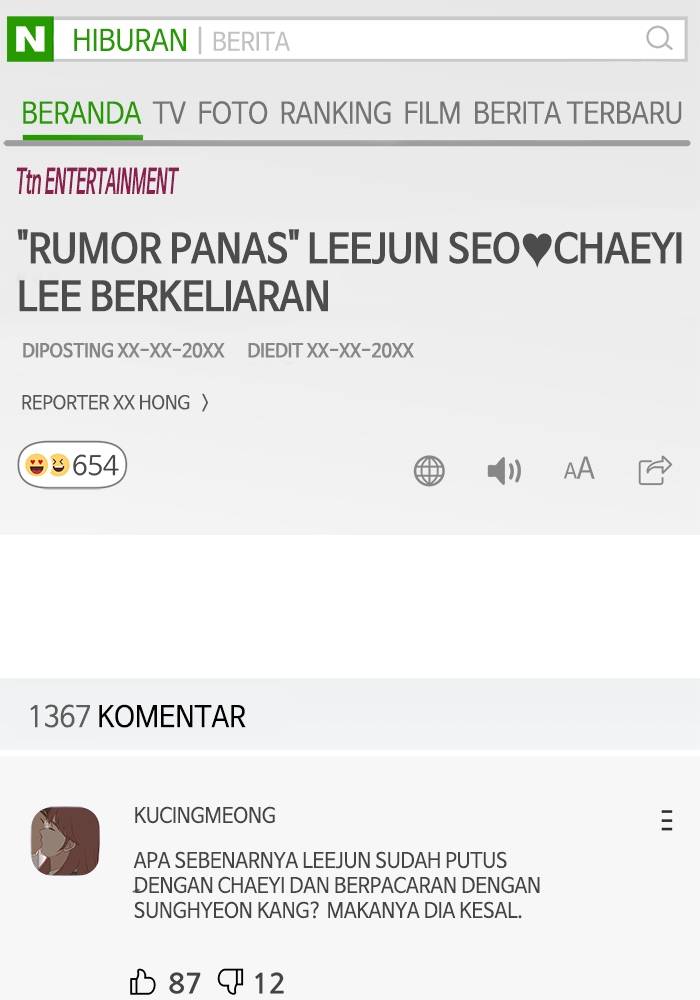 N HIBURAN | BERITA
BERANDA TV FOTO RANKING FILM BERITA TERBARU
Ttn ENTERTAINMENT
"RUMOR PANAS" LEEJUN SEO♥CHAEYI
LEE BERKELIARAN
DIPOSTING XX-XX-20XX DIEDIT XX-XX-20XX
REPORTER XX HONG 〉
😍😆654
AA
1367 KOMENTAR
KUCINGMEONG
APA SEBENARNYA LEEJUN SUDAH PUTUS
DENGAN CHAEYI DAN BERPACARAN DENGAN
SUNGHYEON KANG? MAKANYA DIA KESAL.
87 12